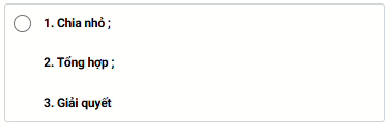 1. Chia nhỏ ;
2. Tổng hợp ;
3. Giải quyết